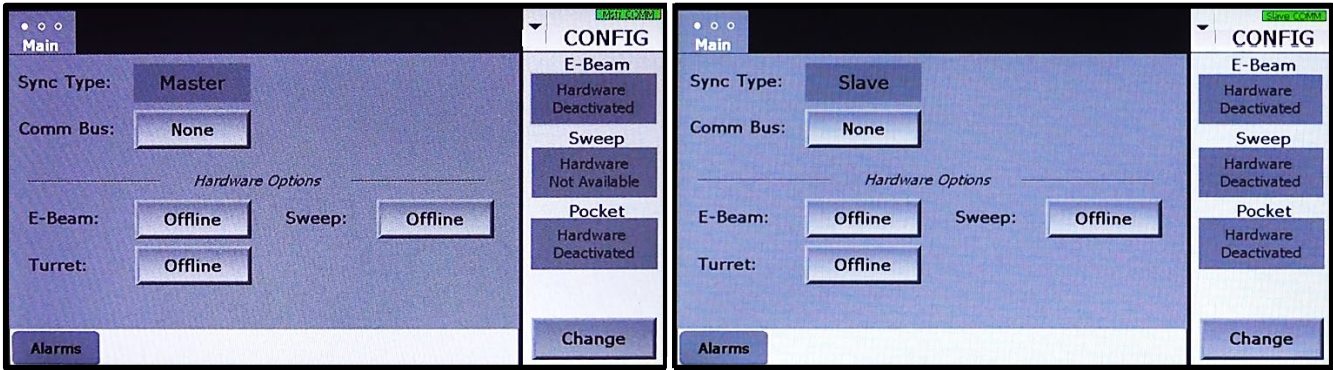 Main
Sync Type: Master
Comm Bus: None
Hardware Options
E-Beam: Offline Sweep: Offline
Turret: Offline
Alarms
Mstr COMM
CONFIG
E-Beam
Hardware
Deactivated
Sweep
Hardware
Not Available
Pocket
Hardware
Deactivated
Change
Main
Sync Type: Slave
Comm Bus: None
Hardware Options
E-Beam: Offline Sweep: Offline
Turret: Offline
Alarms
Slave COMM
CONFIG
E-Beam
Hardware
Deactivated
Sweep
Hardware
Deactivated
Pocket
Hardware
Deactivated
Change